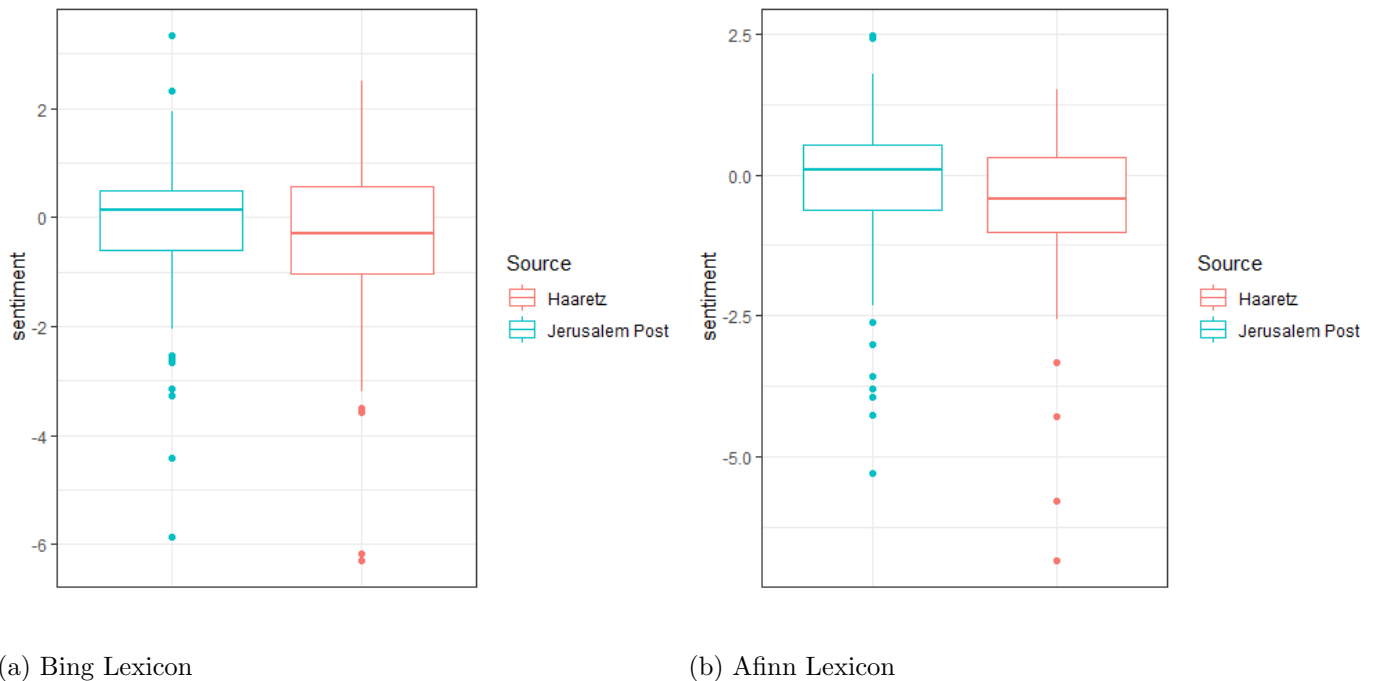 2
0
-2
-4
-6
sentiment
Source
Haaretz
Jerusalem Post
(a) Bing Lexicon
2.5
0.0
-2.5
-5.0
sentiment
Source
Haaretz
Jerusalem Post
(b) Afinn Lexicon